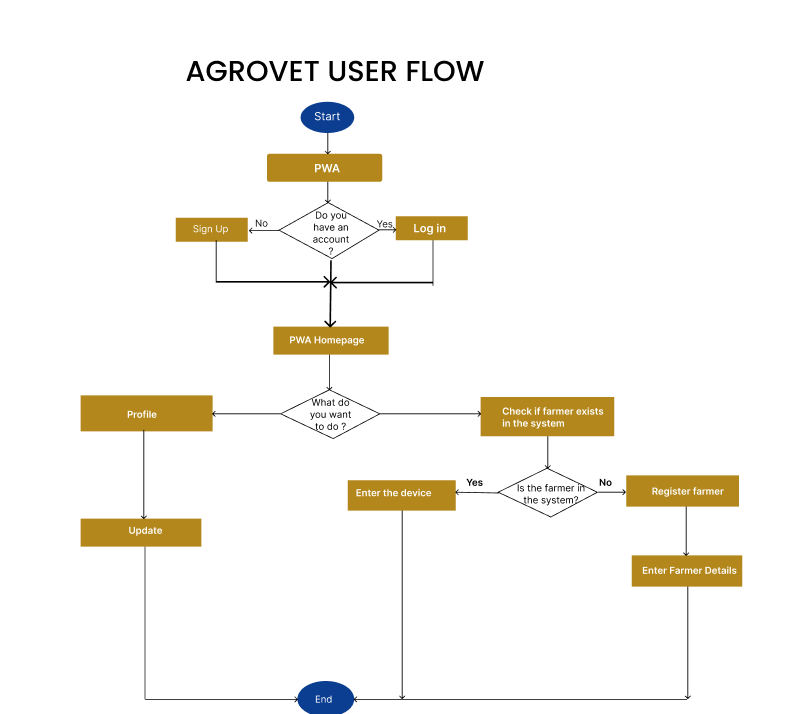 AGROVET USER FLOW
Start
PWA
Do you
have an
account
?
No
Yes
Sign Up
Log in
PWA Homepage
What do
you want
to do ?
Profile
Check if farmer exists
in the system
Is the farmer in
the system?
Yes
No
Enter the device
Register farmer
Update
Enter Farmer Details
End